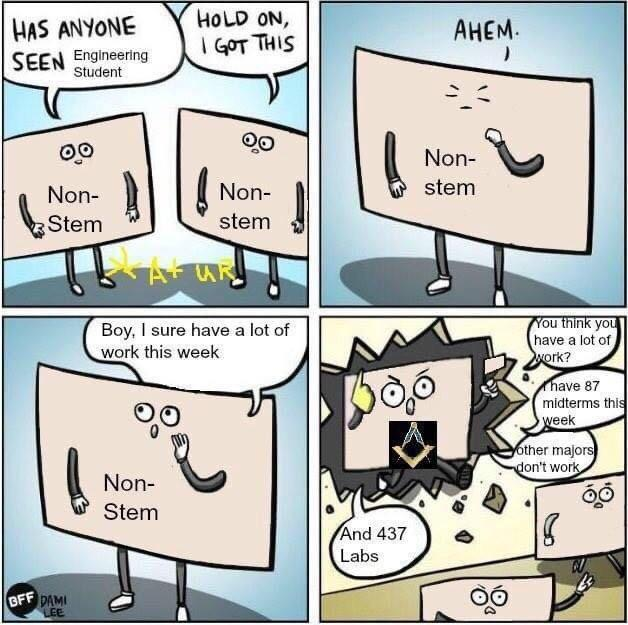 HAS ANYONE
SEEN Engineering
Student
HOLD ON,
I GOT THIS
Non-
Stem
Non-
stem
* At uR
AHEM.
Non-
stem
Boy, I sure have a lot of
work this week
Non-
Stem
BFF DAMI
LEE
You think you
have a lot of
work?
I have 87
midterms this
week
other majors
don't work
And 437
Labs